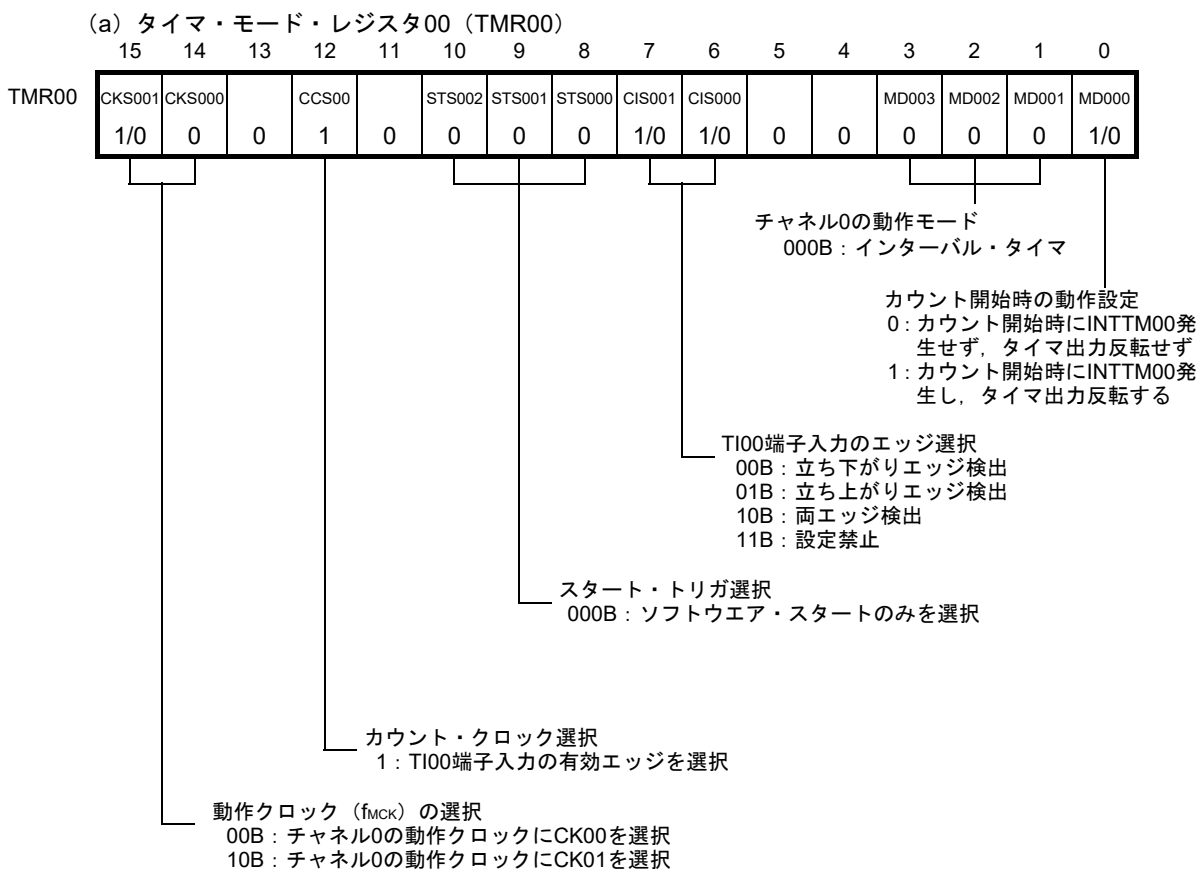 (a) タイマ・モード・レジスタ00（TMR00）
15 14 13 12 11 10 9 8 7 6 5 4 3 2 1 0
TMR00 CKS001 CKS000 CCS00 STS002 STS001 STS000 CIS001 CIS000 MD003 MD002 MD001 MD000
1/0 0 0 1 0 0 0 0 1/0 1/0 0 0 0 0 0 1/0
チャネル0の動作モード
000B：インターバル・タイマ
カウント開始時の動作設定
0：カウント開始時にINTTM00発
生せず，タイマ出力反転せず
1：カウント開始時にINTTM00発
生し，タイマ出力反転する
TI00端子入力のエッジ選択
00B：立ち下がりエッジ検出
01B：立ち上がりエッジ検出
10B：両エッジ検出
11B：設定禁止
スタート・トリガ選択
000B：ソフトウエア・スタートのみを選択
カウント・クロック選択
1：TI00端子入力の有効エッジを選択
動作クロック（fMCK）の選択
00B：チャネル0の動作クロックにCK00を選択
10B：チャネル0の動作クロックにCK01を選択